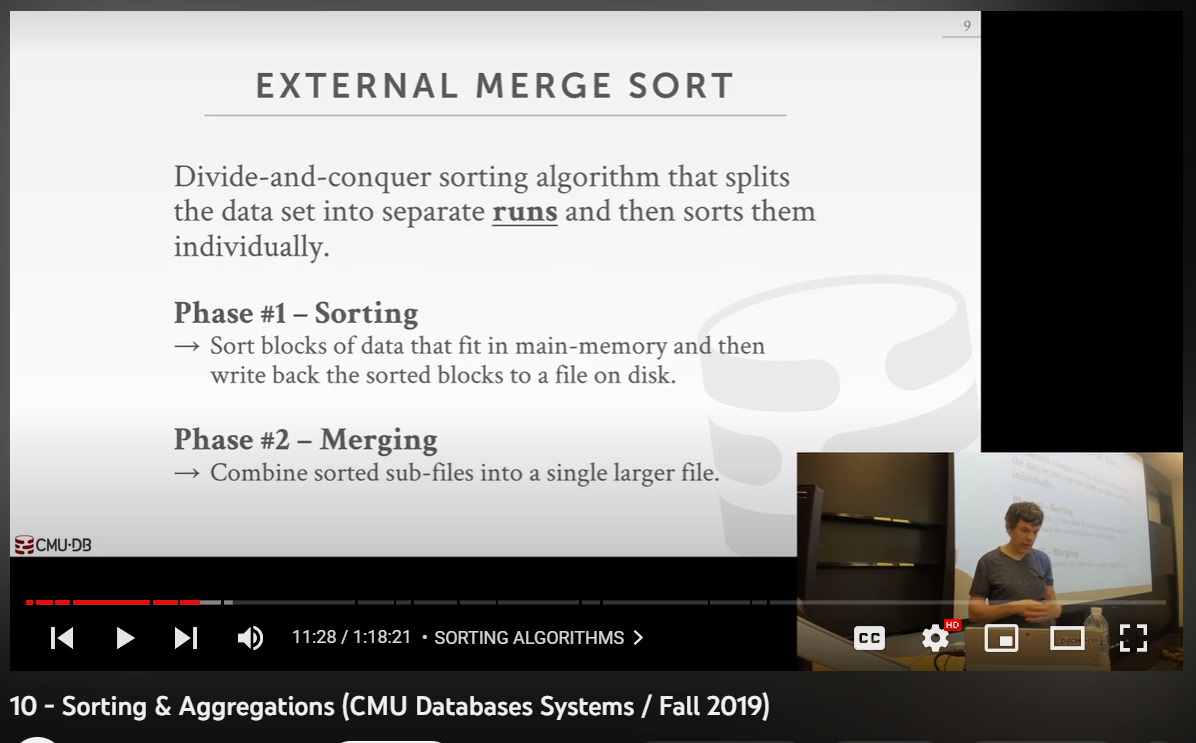 9
EXTERNAL MERGE SORT
Divide-and-conquer sorting algorithm that splits
the data set into separate runs and then sorts them
individually.
Phase #1 – Sorting
→ Sort blocks of data that fit in main-memory and then
write back the sorted blocks to a file on disk.
Phase #2 – Merging
→ Combine sorted sub-files into a single larger file.
CMU·DB
11:28 / 1:18:21 • SORTING ALGORITHMS
CC
HD
10 - Sorting & Aggregations (CMU Databases Systems / Fall 2019)